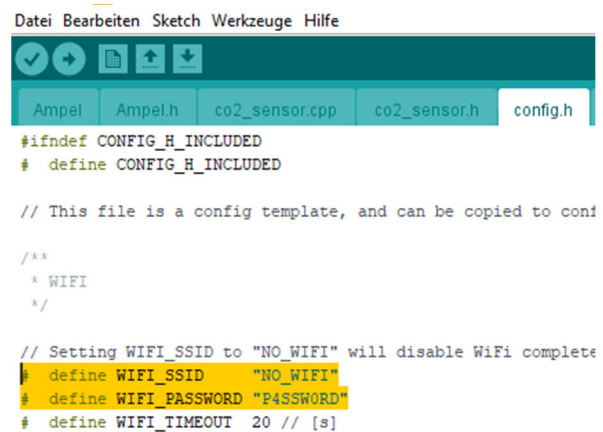 Datei Bearbeiten Sketch Werkzeuge Hilfe
Ampel Ampel.h co2_sensor.cpp co2_sensor.h config.h
#ifndef CONFIG_H_INCLUDED
# define CONFIG_H_INCLUDED
// This file is a config template, and can be copied to conf
/**
* WIFI
*/
// Setting WIFI_SSID to "NO_WIFI" will disable WiFi complete
# define WIFI_SSID "NO_WIFI"
# define WIFI_PASSWORD "P4SSW0RD"
# define WIFI_TIMEOUT 20 // [s]